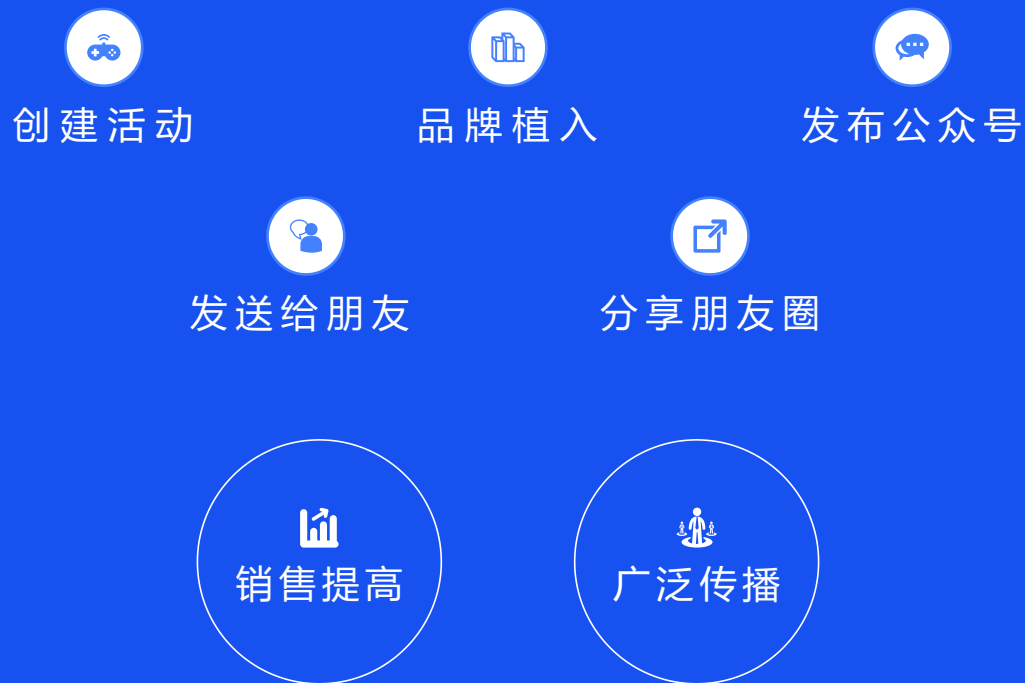 创建活动
品牌植入
发布公众号
发送给朋友
分享朋友圈
销售提高
广泛传播